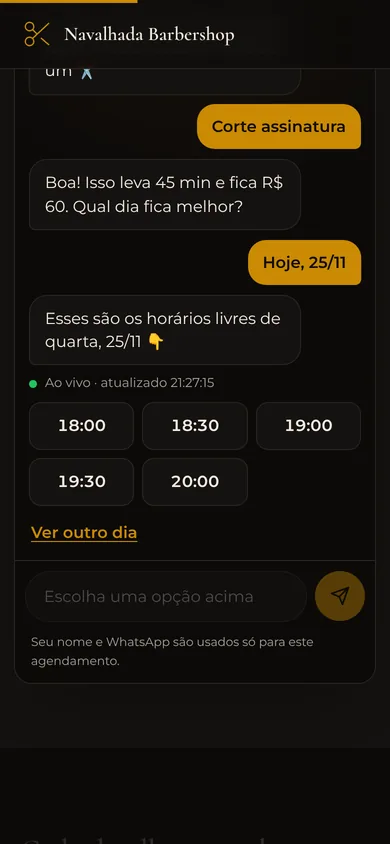 Navalhada Barbershop
um
Corte assinatura
Boa! Isso leva 45 min e fica R$
60. Qual dia fica melhor?
Hoje, 25/11
Esses são os horários livres de
quarta, 25/11 👇
Ao vivo · atualizado 21:27:15
18:00
18:30
19:00
19:30
20:00
Ver outro dia
Escolha uma opção acima
Seu nome e WhatsApp são usados só para este
agendamento.